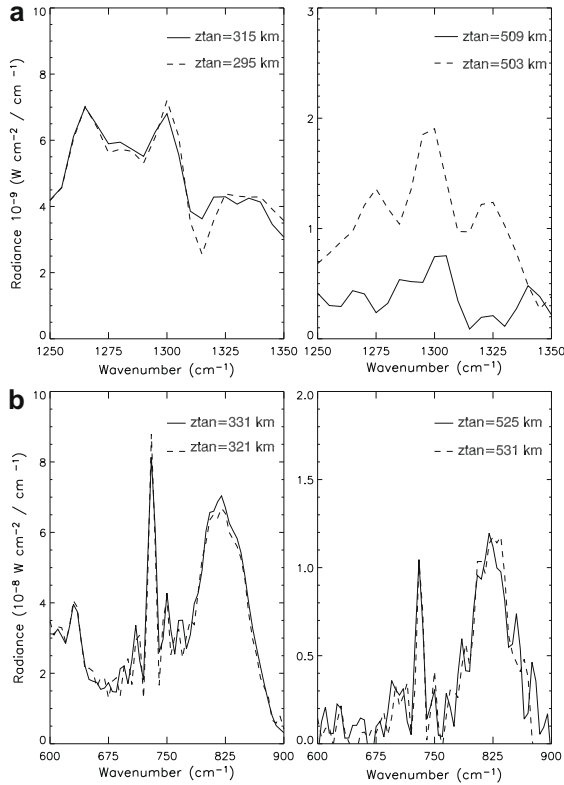 a
10
8
6
4
2
0
Radiance 10⁻⁹ (W cm⁻² / cm⁻¹)
ztan=315 km
ztan=295 km
1250 1275 1300 1325 1350
Wavenumber (cm⁻¹)
3
2
1
0
ztan=509 km
ztan=503 km
1250 1275 1300 1325 1350
Wavenumber (cm⁻¹)
b
10
8
6
4
2
0
Radiance (10⁻⁸ W cm⁻² / cm⁻¹)
ztan=331 km
ztan=321 km
600 675 750 825 900
Wavenumber (cm⁻¹)
2.0
1.5
1.0
0.5
0.0
ztan=525 km
ztan=531 km
600 675 750 825 900
Wavenumber (cm⁻¹)